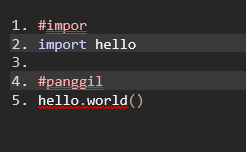 1. #impor
2. import hello
3.
4. #panggil
5. hello.world()